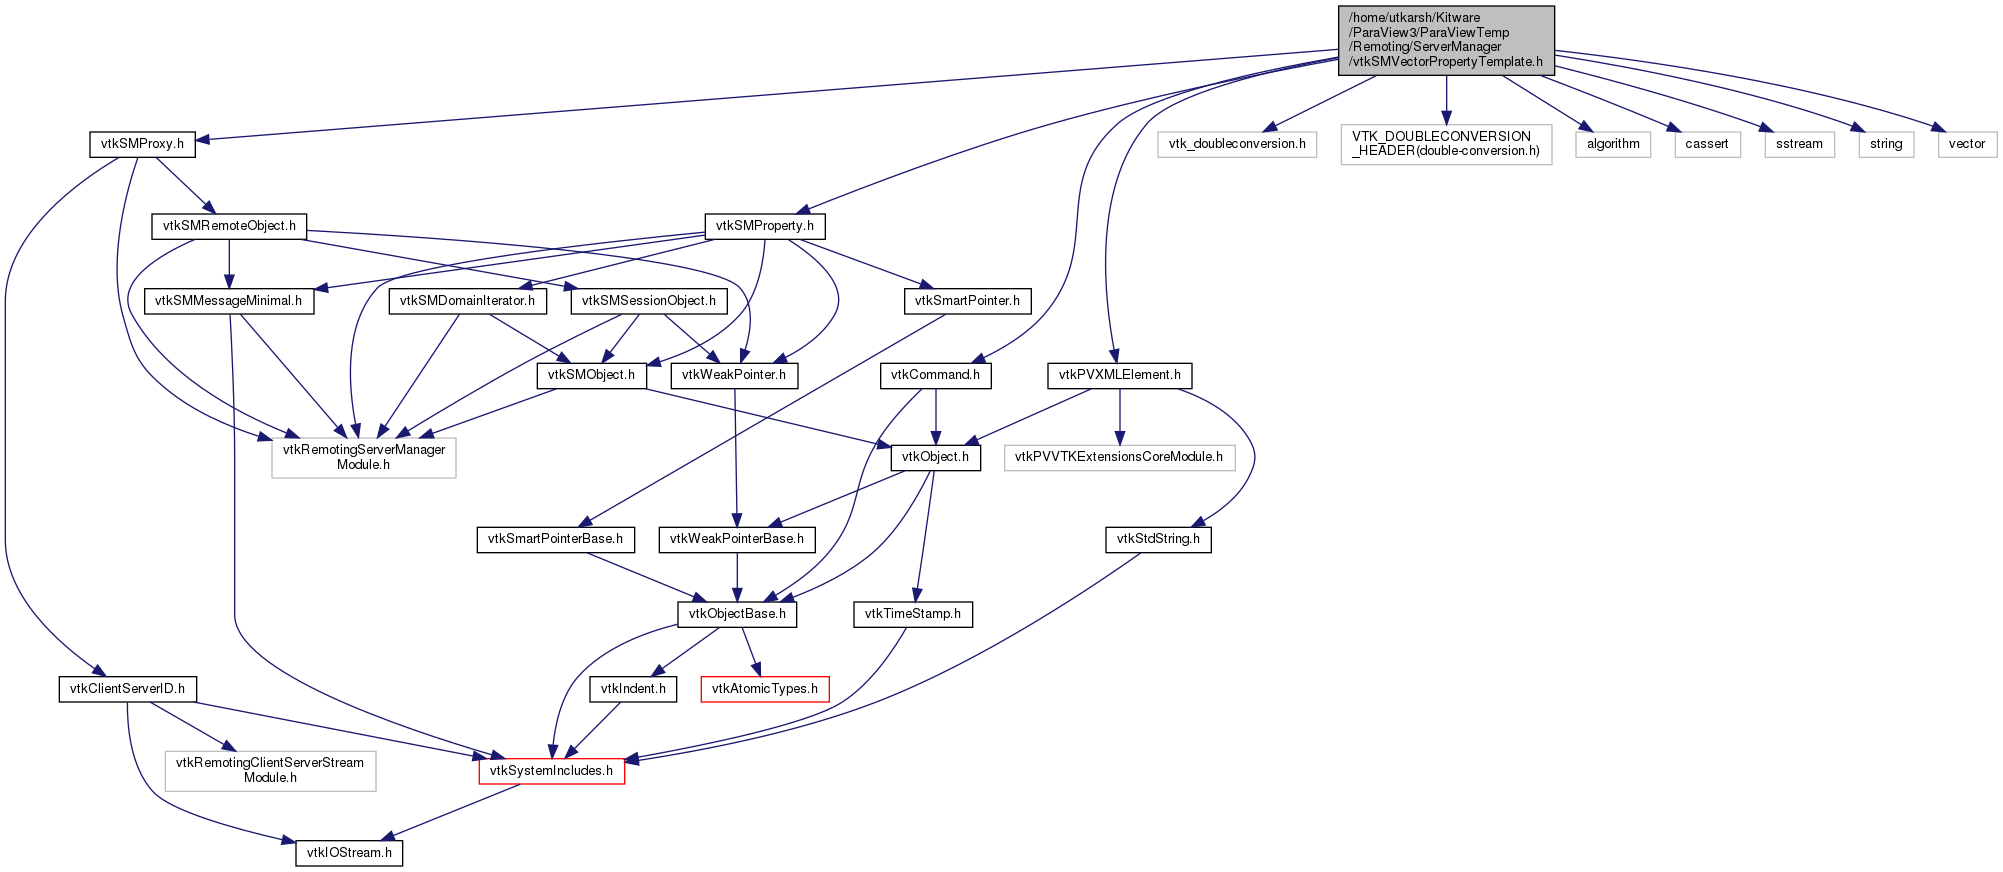 /home/utkarsh/Kitware
/ParaView3/ParaViewTemp
/Remoting/ServerManager
/vtkSMVectorPropertyTemplate.h
vtkSMProxy.h
vtk_doubleconversion.h
VTK_DOUBLECONVERSION
_HEADER(double-conversion.h)
algorithm
cassert
sstream
string
vector
vtkSMRemoteObject.h
vtkSMProperty.h
vtkSMMessageMinimal.h
vtkSMDomainIterator.h
vtkSMSessionObject.h
vtkSmartPointer.h
vtkSMObject.h
vtkWeakPointer.h
vtkCommand.h
vtkPVXMLElement.h
vtkRemotingServerManager
Module.h
vtkObject.h
vtkPVVTKExtensionsCoreModule.h
vtkSmartPointerBase.h
vtkWeakPointerBase.h
vtkStdString.h
vtkObjectBase.h
vtkTimeStamp.h
vtkClientServerID.h
vtkIndent.h
vtkAtomicTypes.h
vtkRemotingClientServerStream
Module.h
vtkSystemIncludes.h
vtkIOStream.h